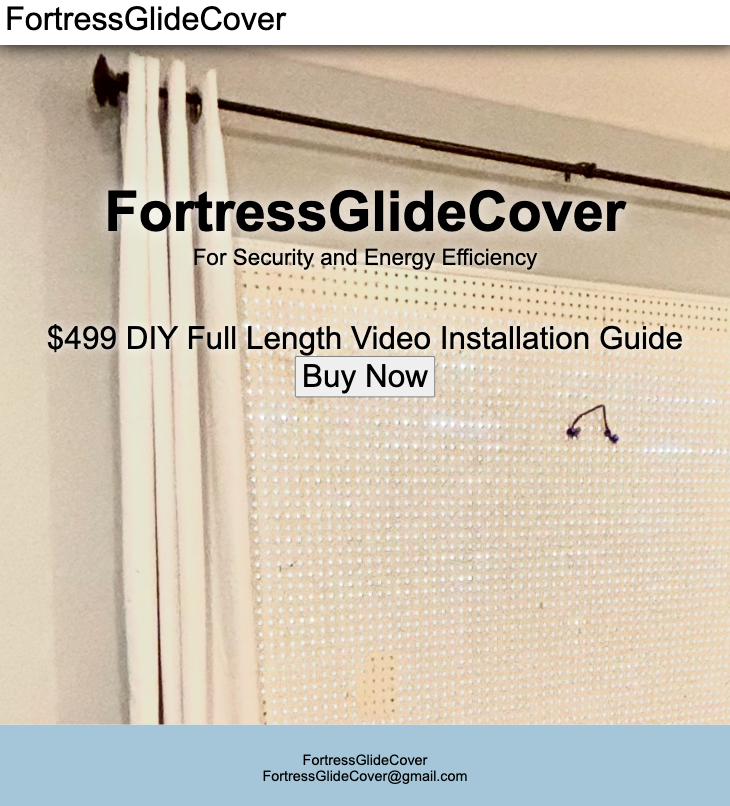 FortressGlideCover
FortressGlideCover
For Security and Energy Efficiency
$499 DIY Full Length Video Installation Guide
Buy Now
FortressGlideCover
FortressGlideCover@gmail.com